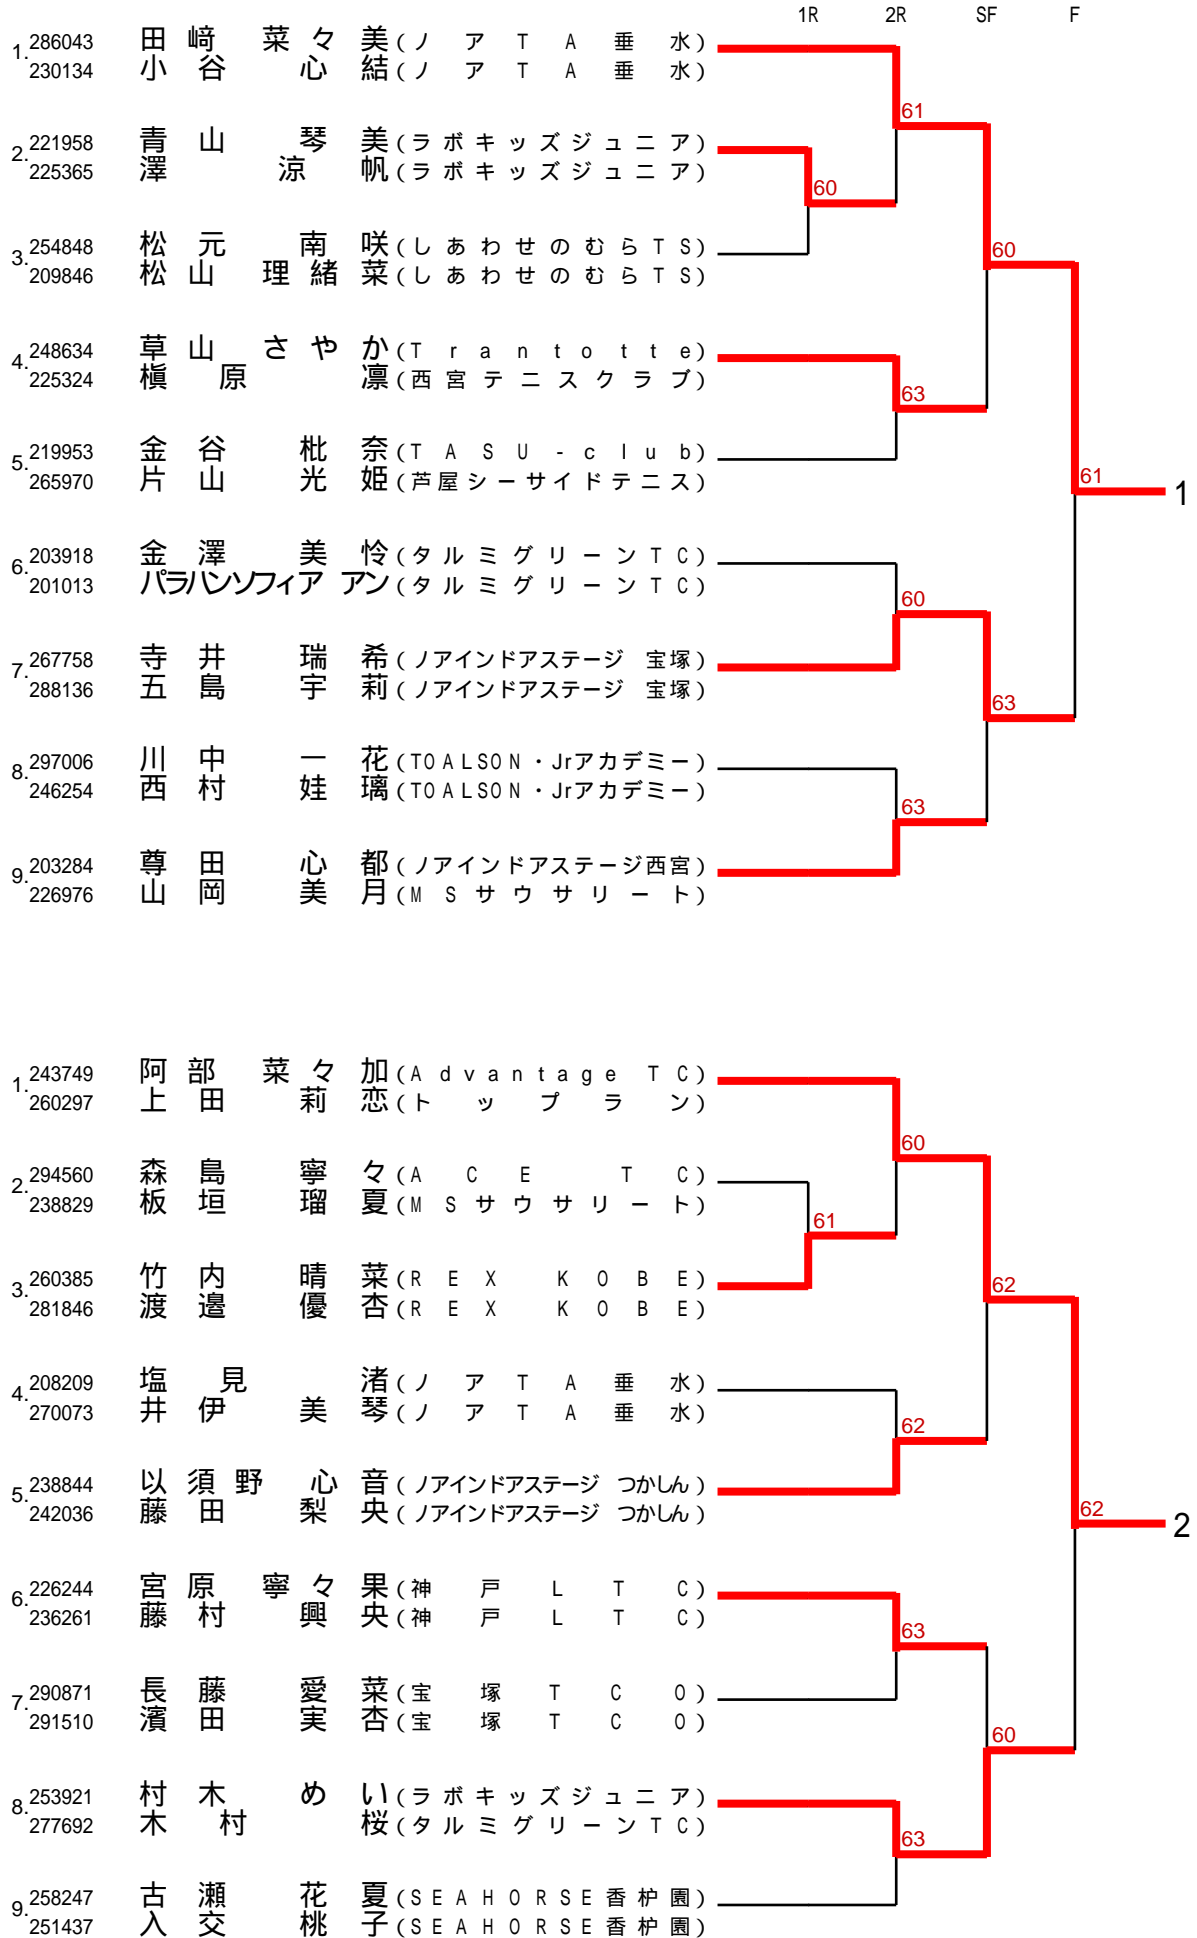 1R 2R SF F
1. 286043 田﨑 菜々美 (ノアTA垂水)
230134 小谷 心結 (ノアTA垂水)
61
2. 221958 青山 琴美 (ラボキッズジュニア)
225365 澤 涼帆 (ラボキッズジュニア)
60
3. 254848 松元 南咲 (しあわせのむらTS)
209846 松山 理緒菜 (しあわせのむらTS)
60
4. 248634 草山 さやか (Trantotte)
225324 槇原 凛 (西宮テニスクラブ)
63
5. 219953 金谷 枇奈 (TASU-club)
265970 片山 光姫 (芦屋シーサイドテニス)
61
1
6. 203918 金澤 美怜 (タルミグリーンTC)
201013 パラハンソフィア アン (タルミグリーンTC)
60
7. 267758 寺井 瑞希 (ノアインドアステージ 宝塚)
288136 五島 宇莉 (ノアインドアステージ 宝塚)
63
8. 297006 川中 一花 (TOALSON・Jrアカデミー)
246254 西村 娃璃 (TOALSON・Jrアカデミー)
63
9. 203284 尊田 心都 (ノアインドアステージ西宮)
226976 山岡 美月 (MSサウサリート)
1. 243749 阿部 菜々加 (Advantage TC)
260297 上田 莉恋 (トップラン)
60
2. 294560 森島 寧々 (ACE TC)
238829 板垣 瑠夏 (MSサウサリート)
61
3. 260385 竹内 晴菜 (REX KOBE)
281846 渡邉 優杏 (REX KOBE)
62
4. 208209 塩見 渚 (ノアTA垂水)
270073 井伊 美琴 (ノアTA垂水)
62
5. 238844 以須野 心音 (ノアインドアステージ つかしん)
242036 藤田 梨央 (ノアインドアステージ つかしん)
62
2
6. 226244 宮原 寧々果 (神戸LTC)
236261 藤村 興央 (神戸LTC)
63
7. 290871 長藤 愛菜 (宝塚TCO)
291510 濱田 実杏 (宝塚TCO)
60
8. 253921 村木 めい (ラボキッズジュニア)
277692 木村 桜 (タルミグリーンTC)
63
9. 258247 古瀬 花夏 (SEAHORSE香枦園)
251437 入交 桃子 (SEAHORSE香枦園)